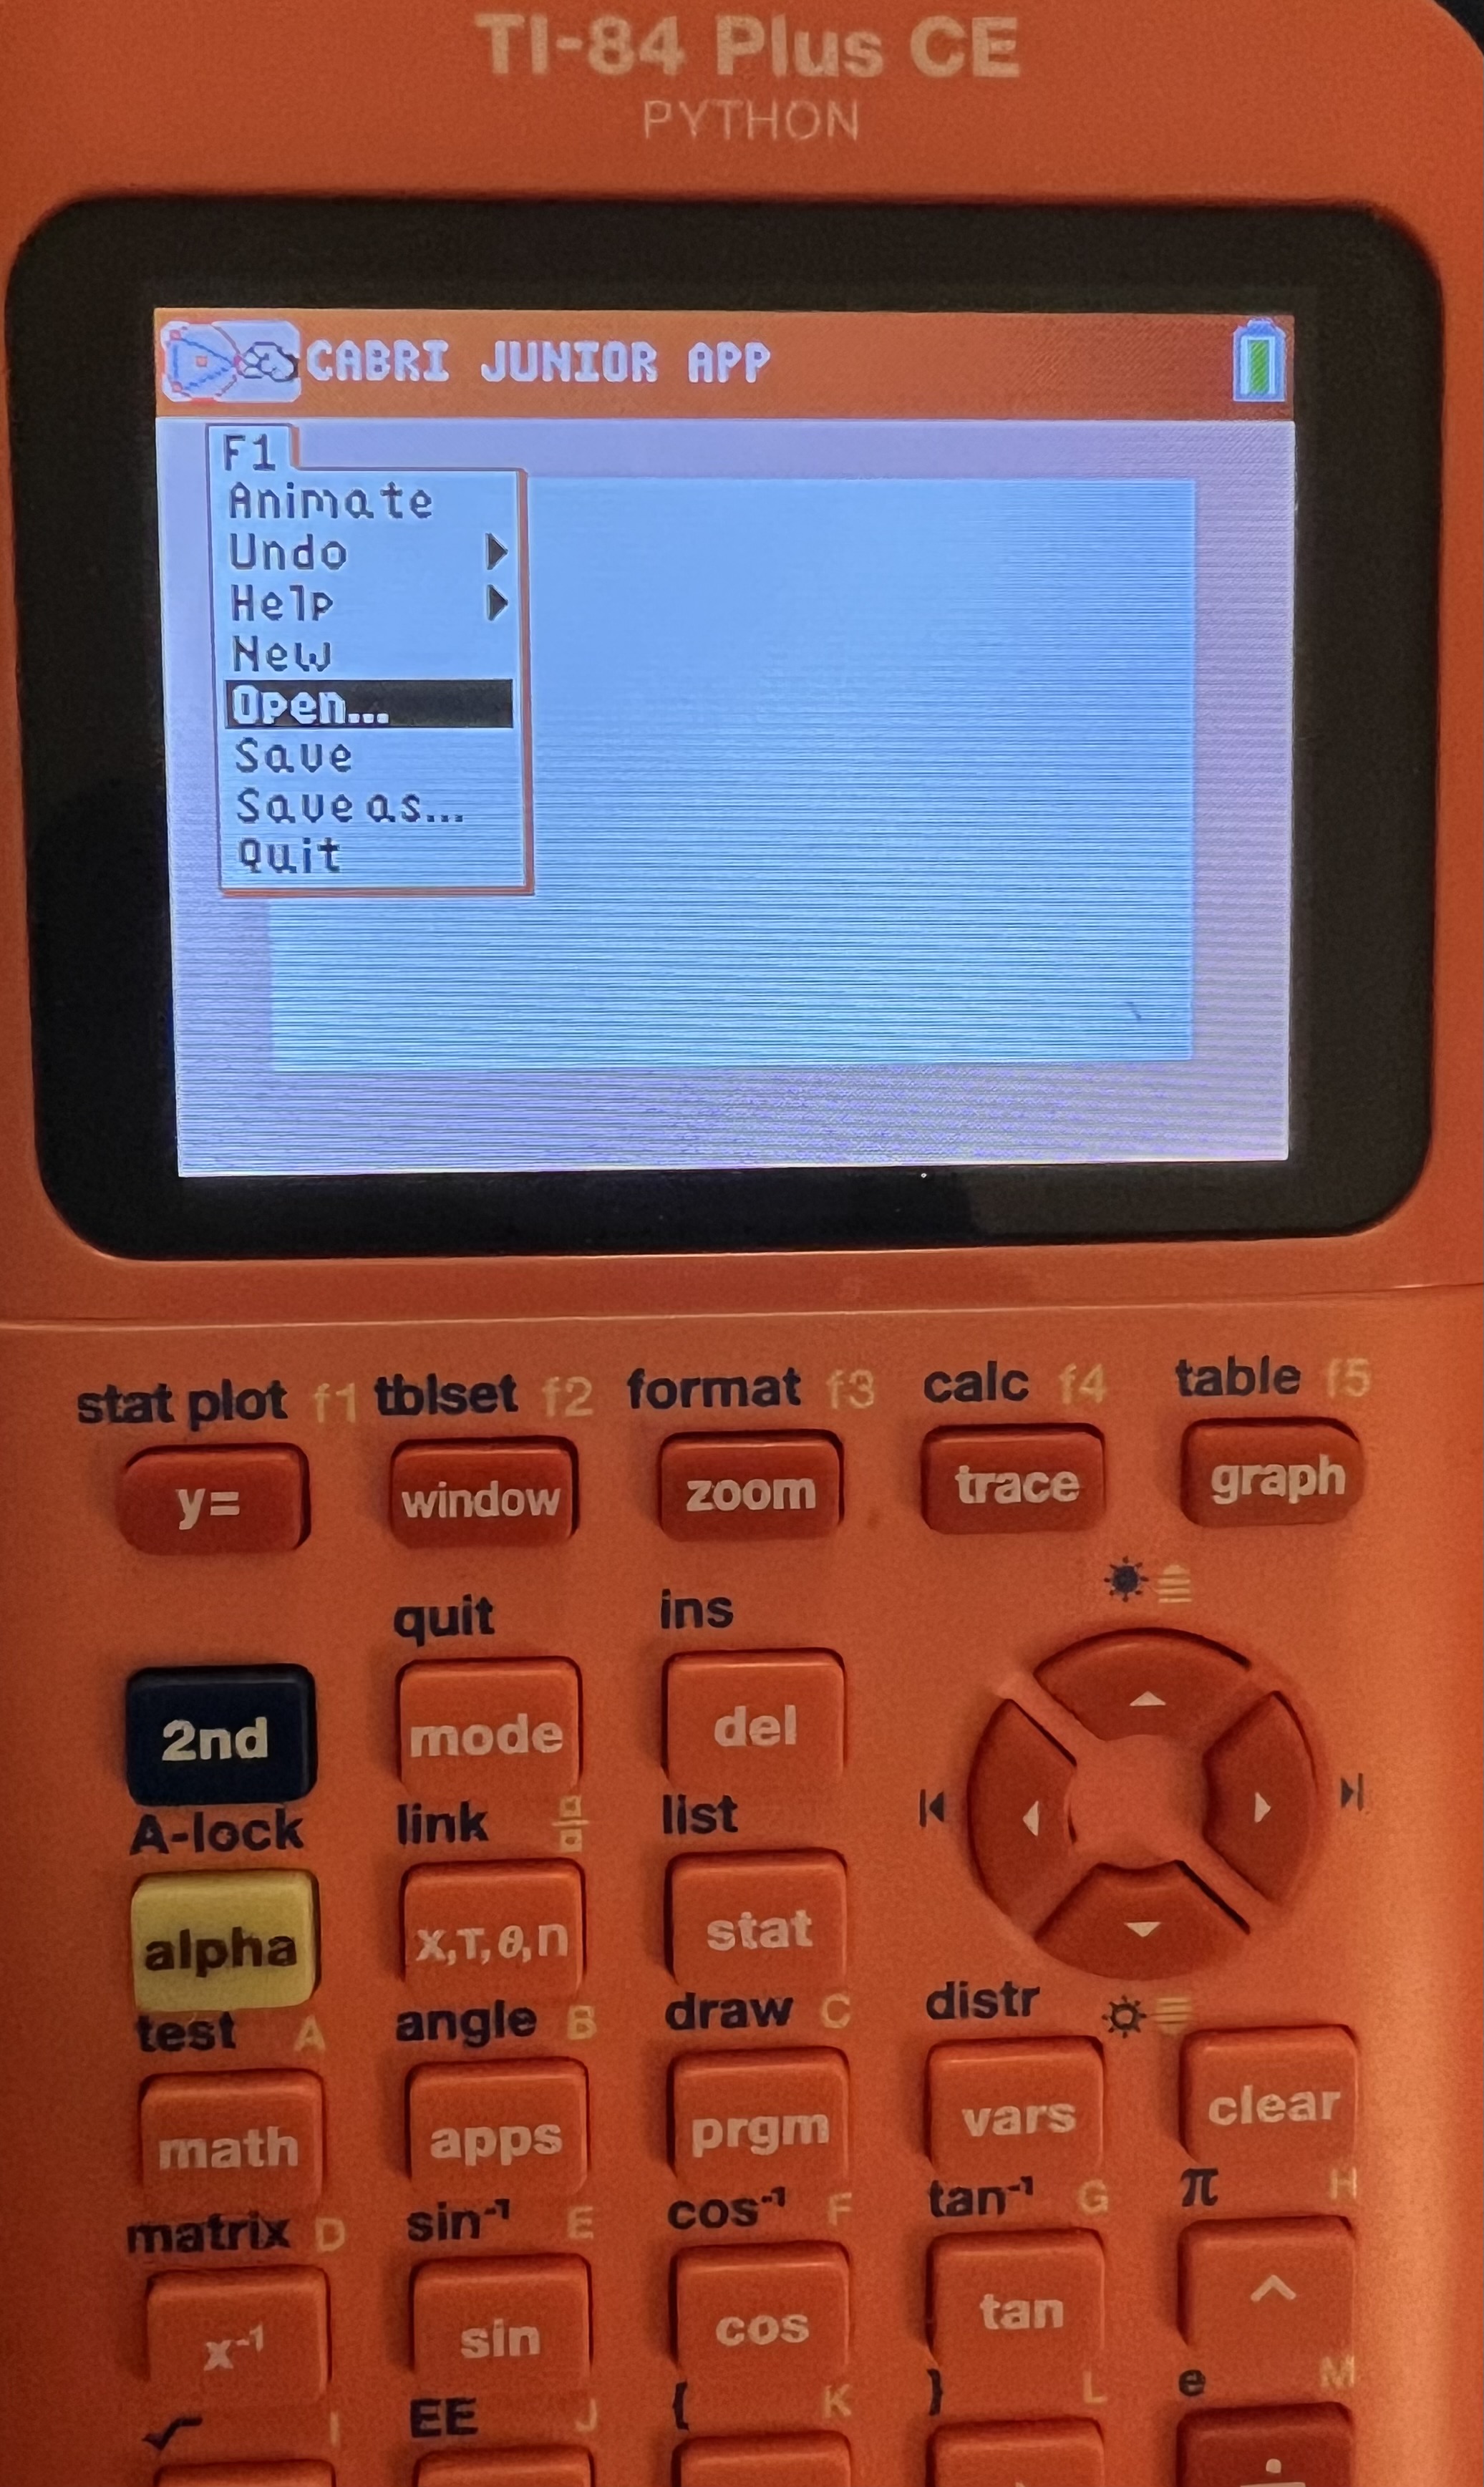 TI-84 Plus CE
PYTHON
CABRI JUNIOR APP
F1
Animate
Undo
Help
New
Open...
Save
Save as...
Quit
stat plot f1 tblset f2 format f3 calc f4 table f5
y= window zoom trace graph
quit ins
2nd mode del
A-lock link list
alpha X,T,θ,n stat
test A angle B draw C distr
math apps prgm vars clear
matrix D sin⁻¹ E cos⁻¹ F tan⁻¹ G π H
x⁻¹ sin cos tan ^
√ I EE J { K } L e M